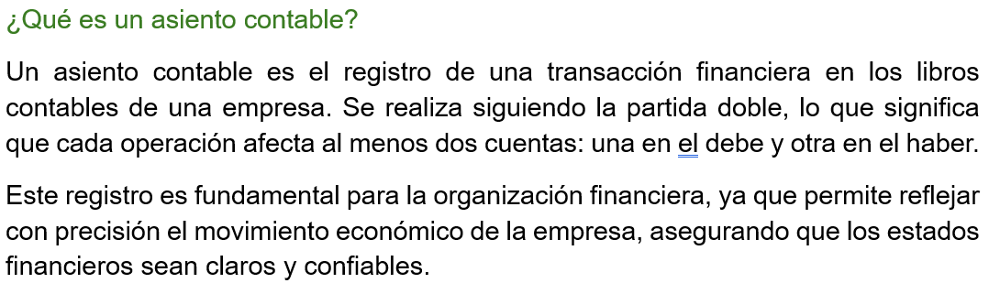 ¿Qué es un asiento contable?
Un asiento contable es el registro de una transacción financiera en los libros
contables de una empresa. Se realiza siguiendo la partida doble, lo que significa
que cada operación afecta al menos dos cuentas: una en el debe y otra en el haber.
Este registro es fundamental para la organización financiera, ya que permite reflejar
con precisión el movimiento económico de la empresa, asegurando que los estados
financieros sean claros y confiables.